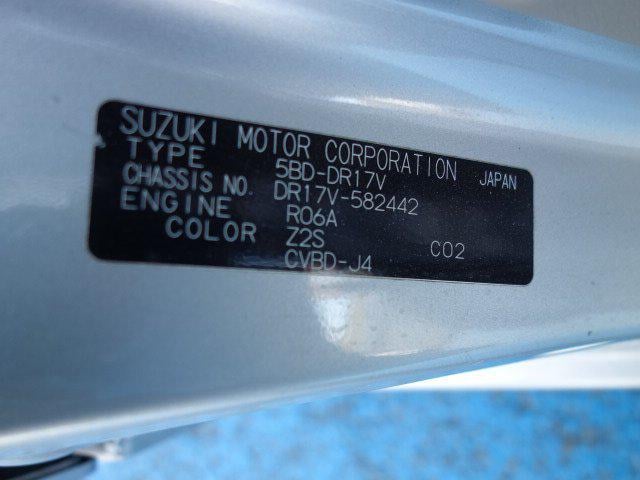 SUZUKI MOTOR CORPORATION JAPAN
TYPE 5BD-DR17V
CHASSIS NO. DR17V-582442
ENGINE R06A
COLOR Z2S C02
CVBD-J4